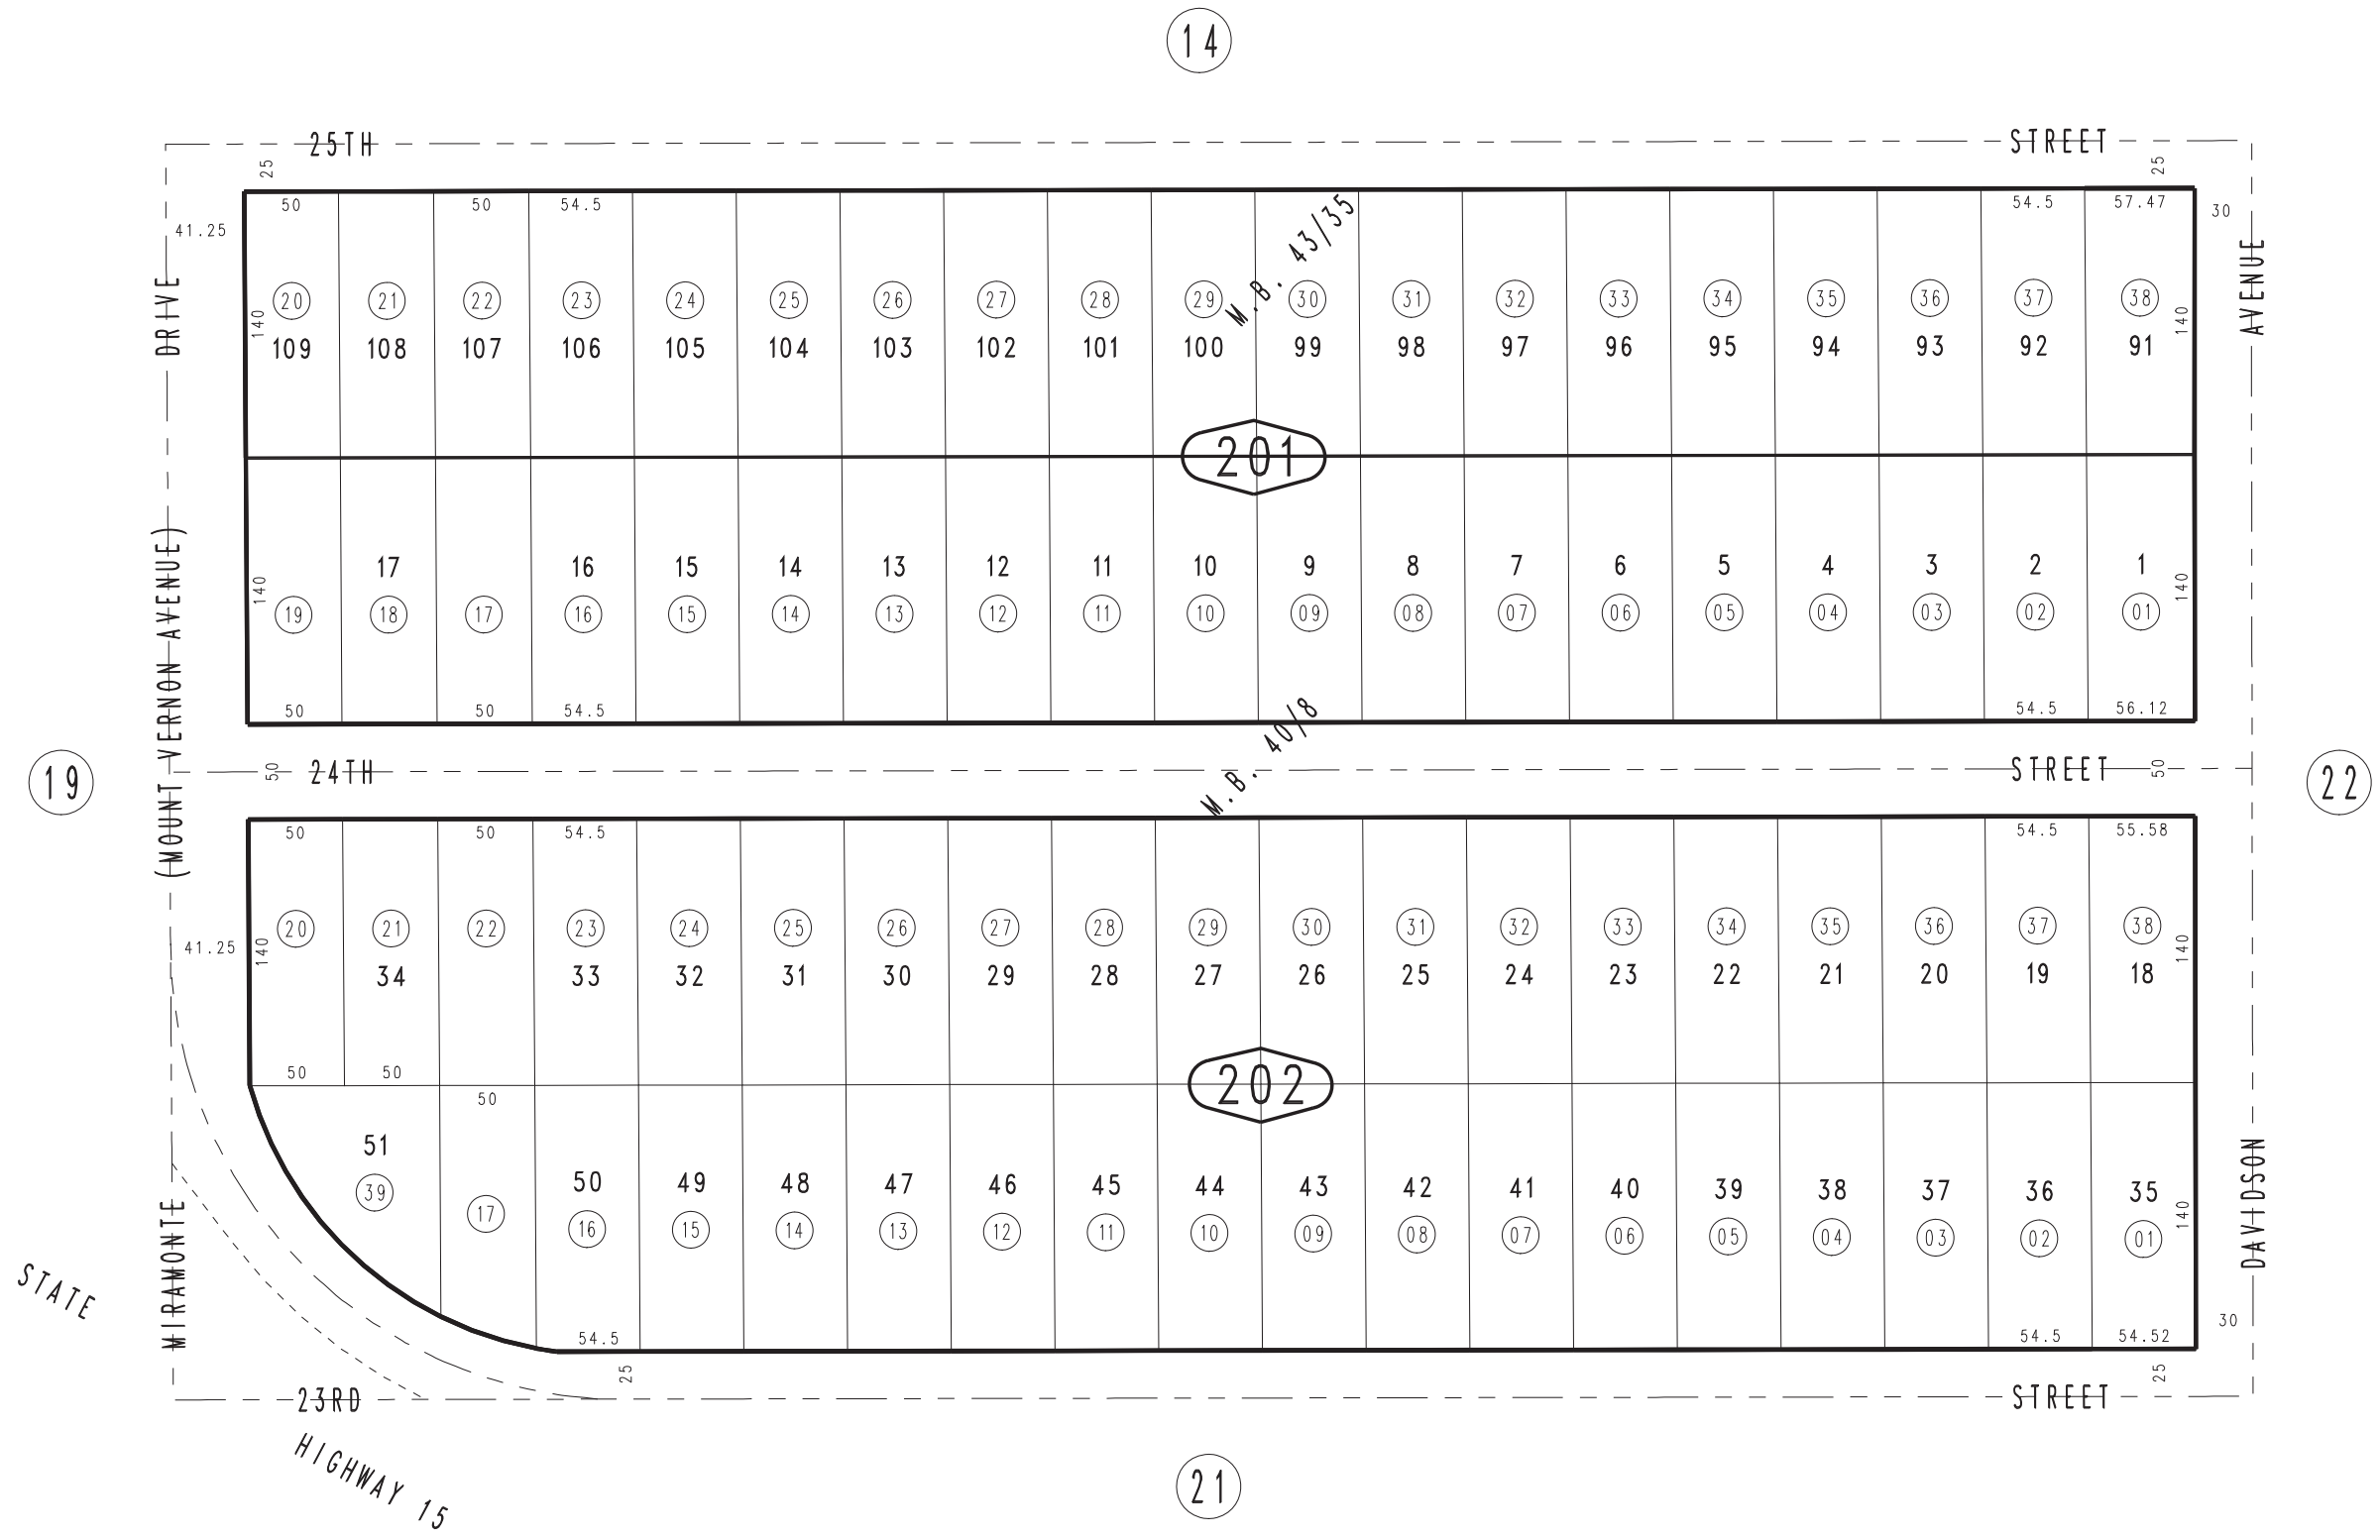 14
25TH STREET
25 25
50 50 54.5 54.5 57.47
41.25 30
M.B. 43/35
DRIVE
AVENUE
20 21 22 23 24 25 26 27 28 29 30 31 32 33 34 35 36 37 38
140 140
109 108 107 106 105 104 103 102 101 100 99 98 97 96 95 94 93 92 91
201
17 16 15 14 13 12 11 10 9 8 7 6 5 4 3 2 1
140 140
19 18 17 16 15 14 13 12 11 10 09 08 07 06 05 04 03 02 01
50 50 54.5 54.5 56.12
(MOUNT VERNON AVENUE)
M.B. 40/8
19
50 24TH STREET 50
22
50 50 54.5 54.5 55.58
20 21 22 23 24 25 26 27 28 29 30 31 32 33 34 35 36 37 38
41.25 140 140
34 33 32 31 30 29 28 27 26 25 24 23 22 21 20 19 18
50 50
202
50
51 50 49 48 47 46 45 44 43 42 41 40 39 38 37 36 35
140
39 17 16 15 14 13 12 11 10 09 08 07 06 05 04 03 02 01
DAVIDSON
MIRAMONTE
54.5 54.5 54.52
30
25 25
23RD STREET
STATE HIGHWAY 15
21